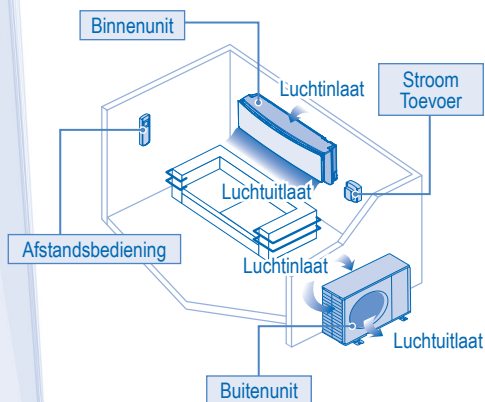 Binnenunit
Luchtinlaat
Stroom
Toevoer
Luchtuitlaat
Afstandsbediening
Luchtinlaat
Luchtuitlaat
Buitenunit